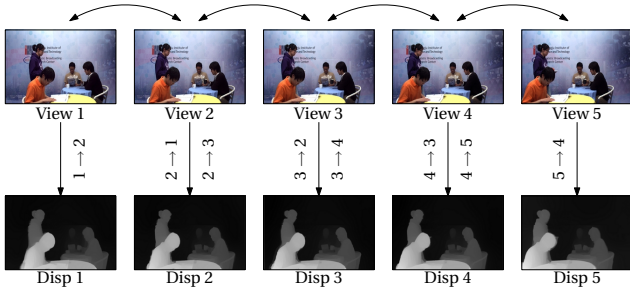 View 1 View 2 View 3 View 4 View 5
1 → 2
2 → 1
2 → 3
3 → 2
3 → 4
4 → 3
4 → 5
5 → 4
Disp 1 Disp 2 Disp 3 Disp 4 Disp 5